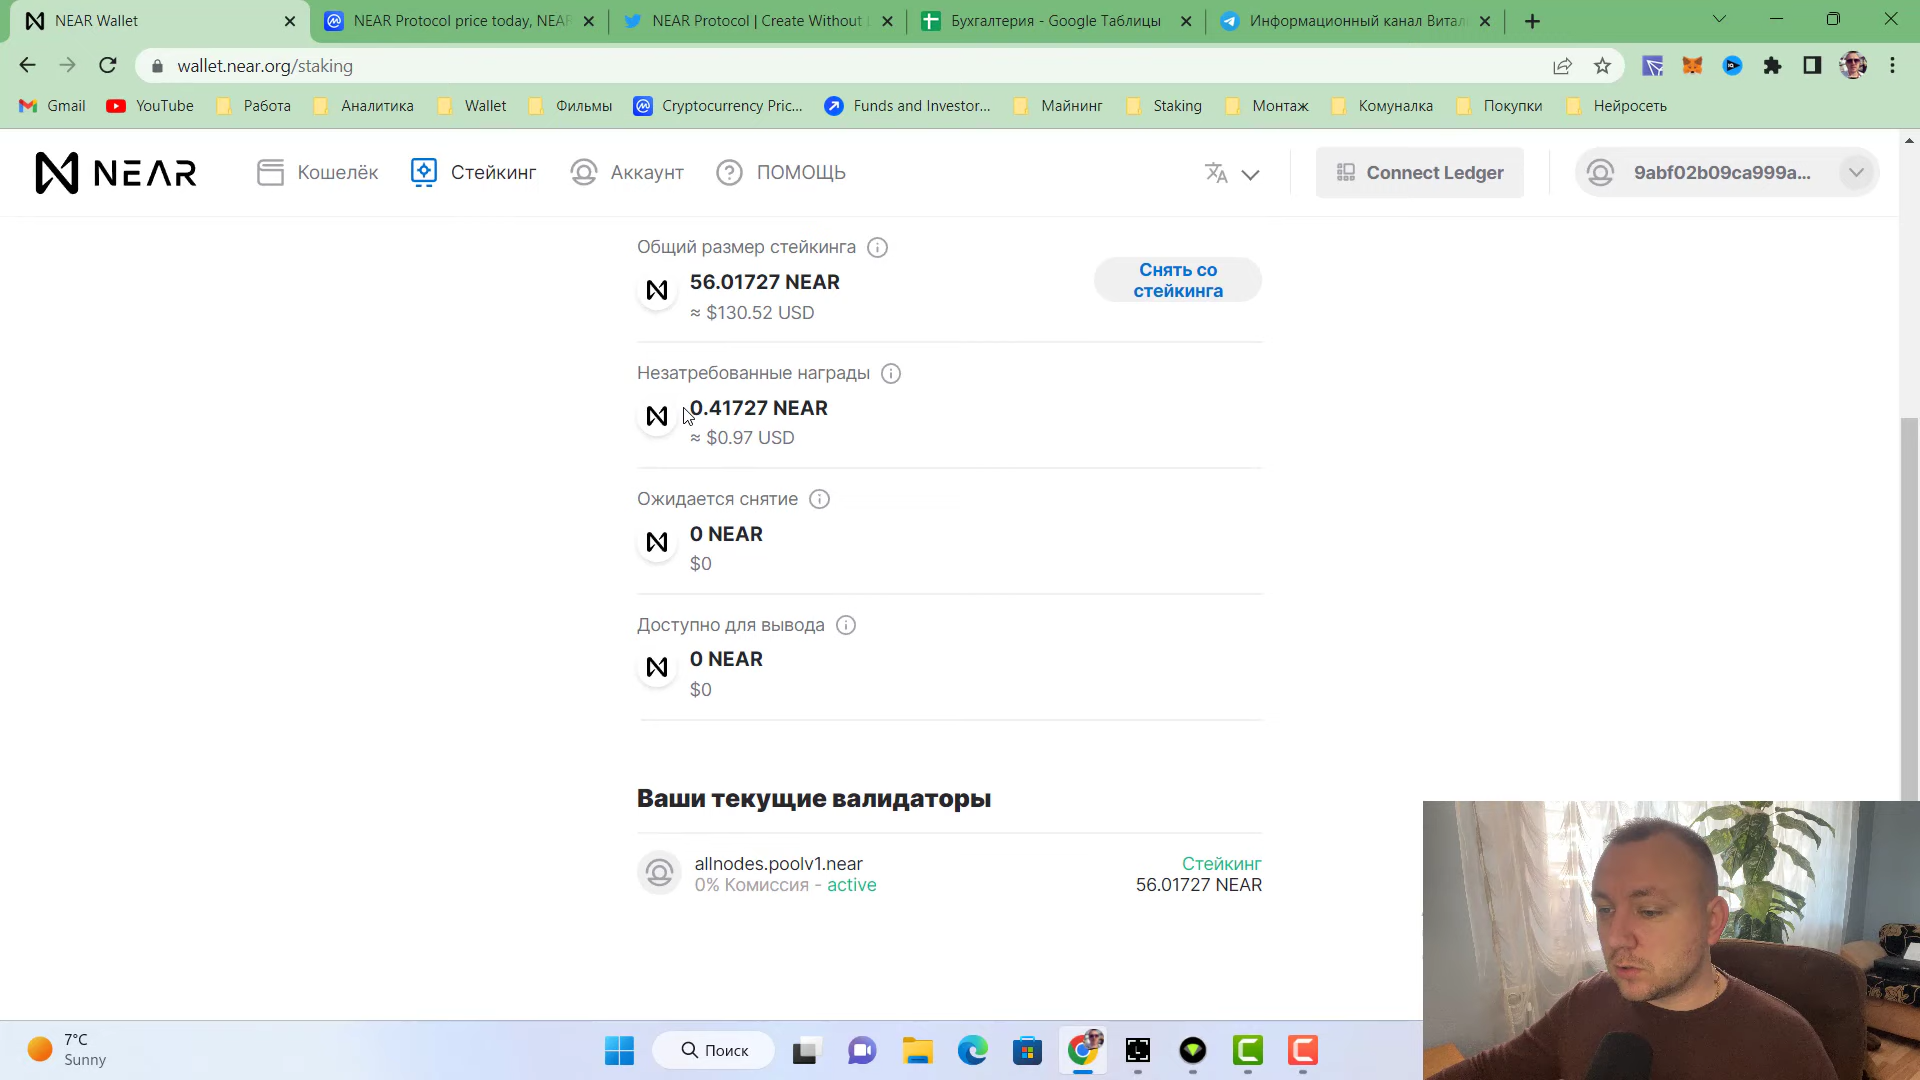 NEAR Wallet
NEAR Protocol price today, NEAR
NEAR Protocol | Create Without
Бухгалтерия - Google Таблицы
Информационный канал Витал
wallet.near.org/staking
Gmail
YouTube
Работа
Аналитика
Wallet
Фильмы
Cryptocurrency Pric...
Funds and Investor...
Майнинг
Staking
Монтаж
Комуналка
Покупки
Нейросеть
NEAR
Кошелёк
Стейкинг
Аккаунт
ПОМОЩЬ
Connect Ledger
9abf02b09ca999a...
Общий размер стейкинга
56.01727 NEAR
≈ $130.52 USD
Снять со
стейкинга
Незатребованные награды
0.41727 NEAR
≈ $0.97 USD
Ожидается снятие
0 NEAR
$0
Доступно для вывода
0 NEAR
$0
Ваши текущие валидаторы
allnodes.poolv1.near
Стейкинг
0% Комиссия - active
56.01727 NEAR
7°C
Sunny
Поиск